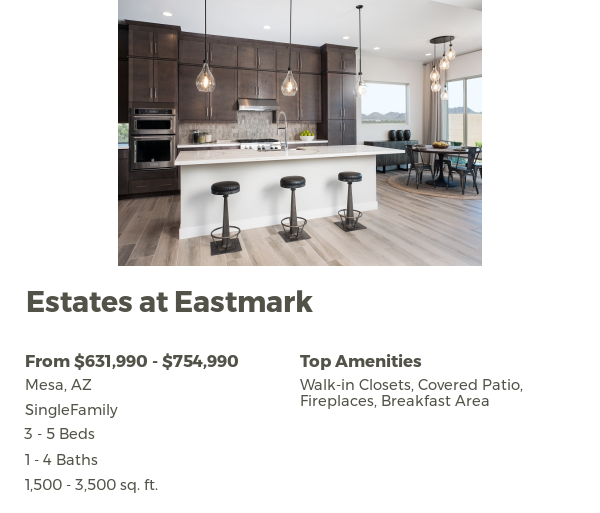 Estates at Eastmark
From $631,990 - $754,990
Mesa, AZ
SingleFamily
3 - 5 Beds
1 - 4 Baths
1,500 - 3,500 sq. ft.
Top Amenities
Walk-in Closets, Covered Patio,
Fireplaces, Breakfast Area